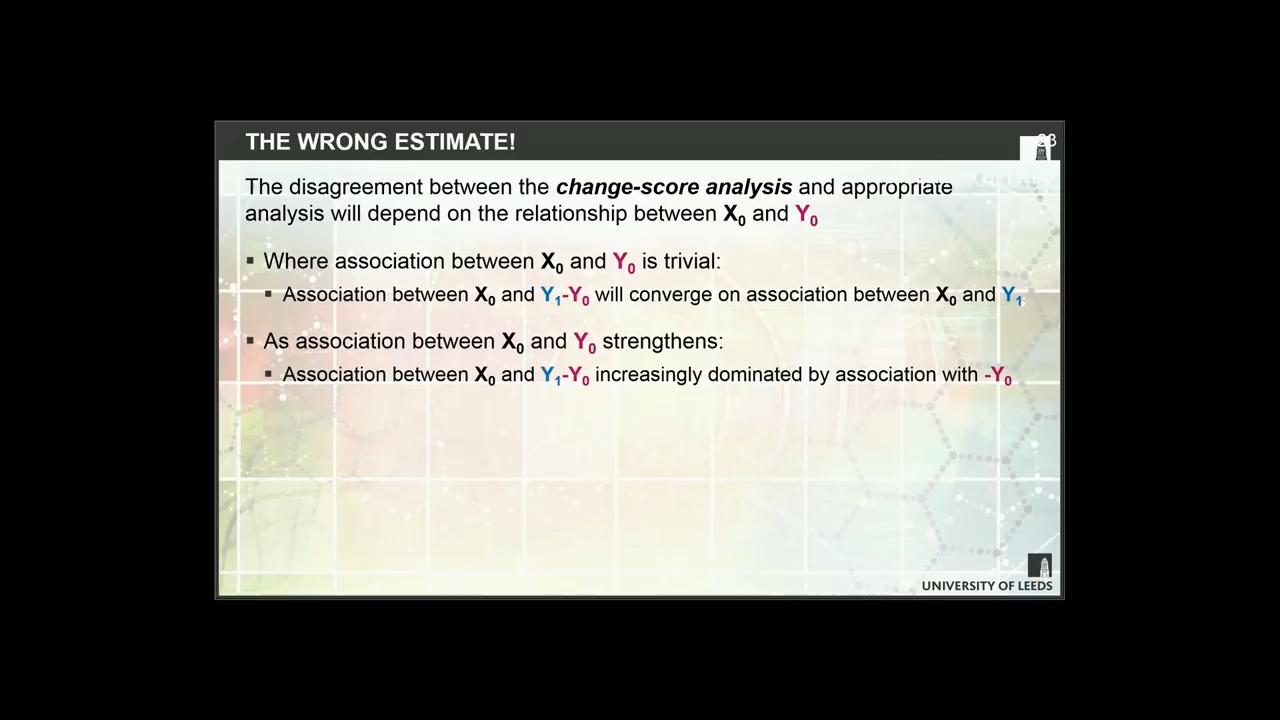 THE WRONG ESTIMATE!
The disagreement between the change-score analysis and appropriate
analysis will depend on the relationship between X₀ and Y₀
▪ Where association between X₀ and Y₀ is trivial:
▪ Association between X₀ and Y₁-Y₀ will converge on association between X₀ and Y₁
▪ As association between X₀ and Y₀ strengthens:
▪ Association between X₀ and Y₁-Y₀ increasingly dominated by association with -Y₀
UNIVERSITY OF LEEDS